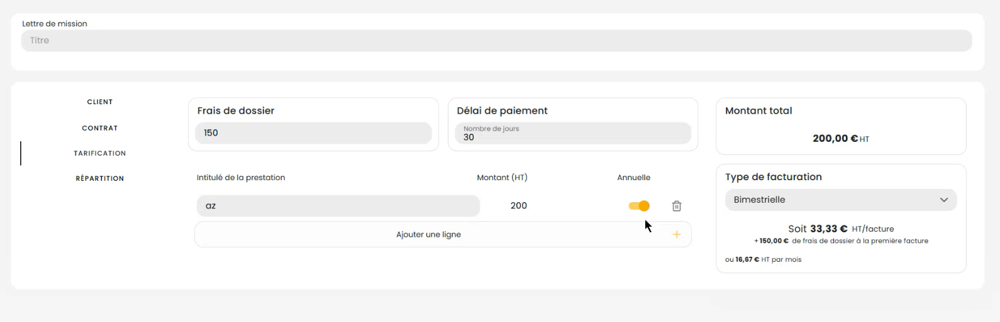 Lettre de mission
Titre
CLIENT
CONTRAT
TARIFICATION
RÉPARTITION
Frais de dossier
150
Délai de paiement
Nombre de jours
30
Intitulé de la prestation Montant (HT) Annuelle
az 200
Ajouter une ligne +
Montant total
200,00 € HT
Type de facturation
Bimestrielle
Soit 33,33 € HT/facture
+ 150,00 € de frais de dossier à la première facture
ou 16,67 € HT par mois